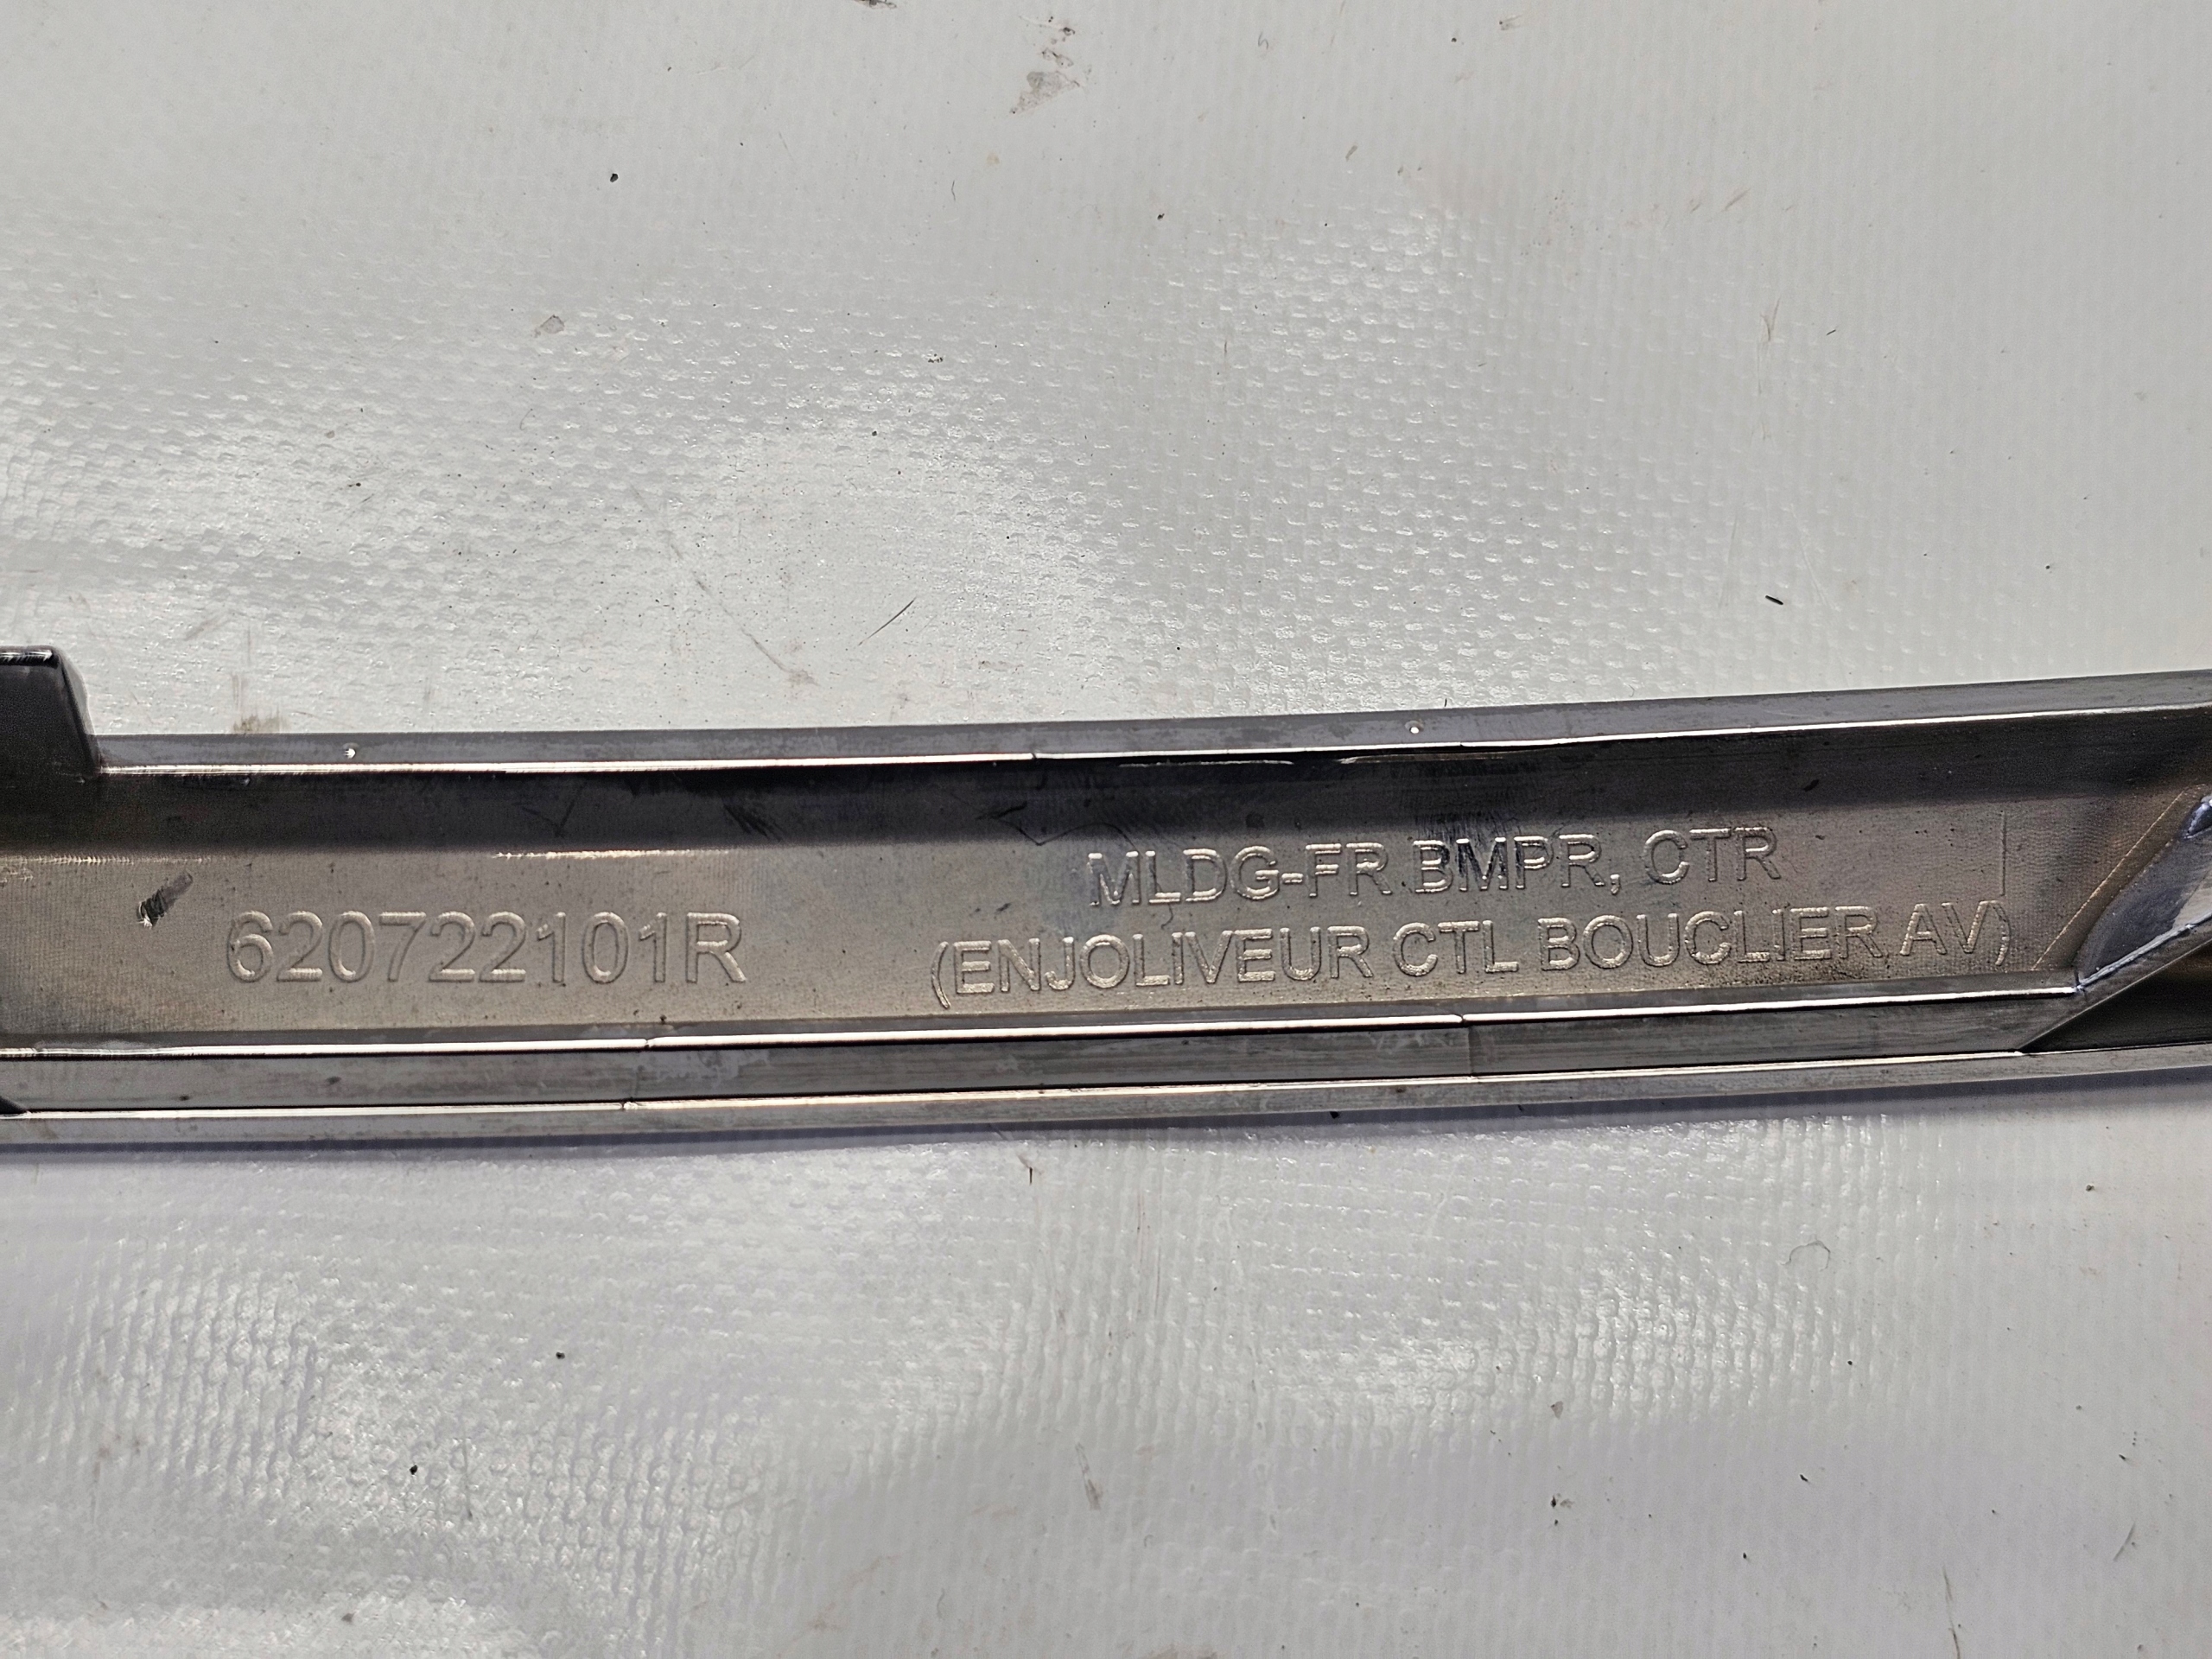 620722101R
MLDG-FR BMPR, CTR
(ENJOLIVEUR CTL BOUCLIER AV)